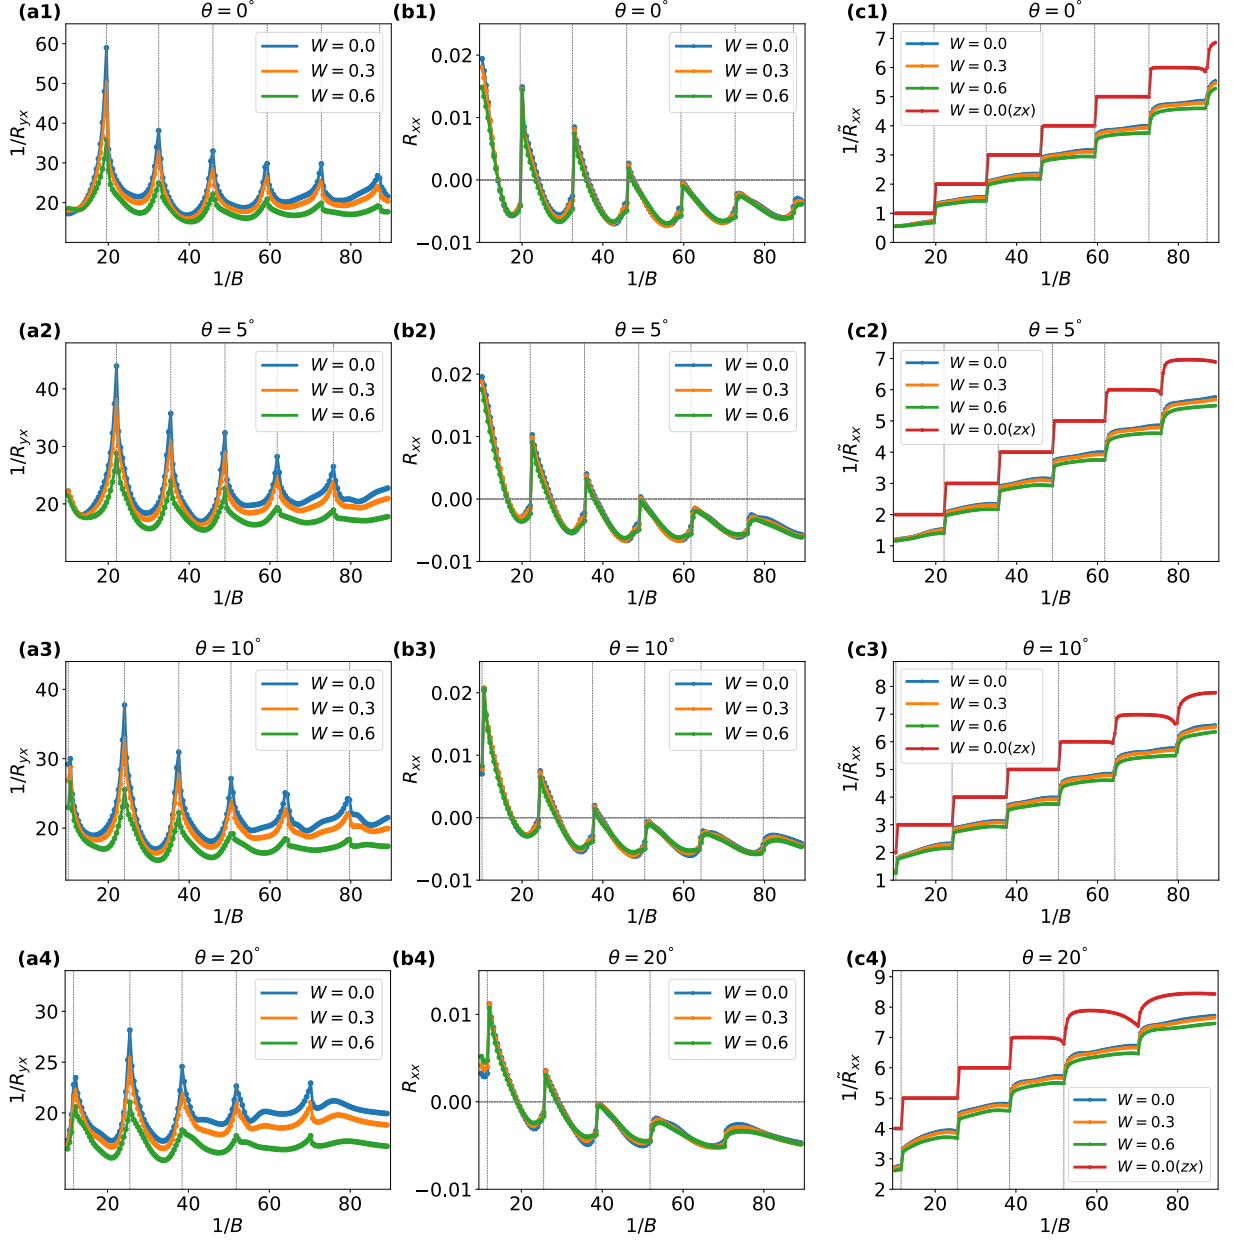 (a1) θ = 0°
1/R_yx
60
50
40
30
20
20 40 60 80
1/B
W = 0.0
W = 0.3
W = 0.6
(b1) θ = 0°
R_xx
0.02
0.01
0.00
−0.01
20 40 60 80
1/B
W = 0.0
W = 0.3
W = 0.6
(c1) θ = 0°
1/R̃_xx
7
6
5
4
3
2
1
0
20 40 60 80
1/B
W = 0.0
W = 0.3
W = 0.6
W = 0.0(zx)
(a2) θ = 5°
1/R_yx
40
30
20
20 40 60 80
1/B
W = 0.0
W = 0.3
W = 0.6
(b2) θ = 5°
R_xx
0.02
0.01
0.00
−0.01
20 40 60 80
1/B
W = 0.0
W = 0.3
W = 0.6
(c2) θ = 5°
1/R̃_xx
7
6
5
4
3
2
1
20 40 60 80
1/B
W = 0.0
W = 0.3
W = 0.6
W = 0.0(zx)
(a3) θ = 10°
1/R_yx
40
30
20
20 40 60 80
1/B
W = 0.0
W = 0.3
W = 0.6
(b3) θ = 10°
R_xx
0.02
0.01
0.00
−0.01
20 40 60 80
1/B
W = 0.0
W = 0.3
W = 0.6
(c3) θ = 10°
1/R̃_xx
8
7
6
5
4
3
2
1
20 40 60 80
1/B
W = 0.0
W = 0.3
W = 0.6
W = 0.0(zx)
(a4) θ = 20°
1/R_yx
30
25
20
15
20 40 60 80
1/B
W = 0.0
W = 0.3
W = 0.6
(b4) θ = 20°
R_xx
0.01
0.00
−0.01
20 40 60 80
1/B
W = 0.0
W = 0.3
W = 0.6
(c4) θ = 20°
1/R̃_xx
9
8
7
6
5
4
3
2
20 40 60 80
1/B
W = 0.0
W = 0.3
W = 0.6
W = 0.0(zx)